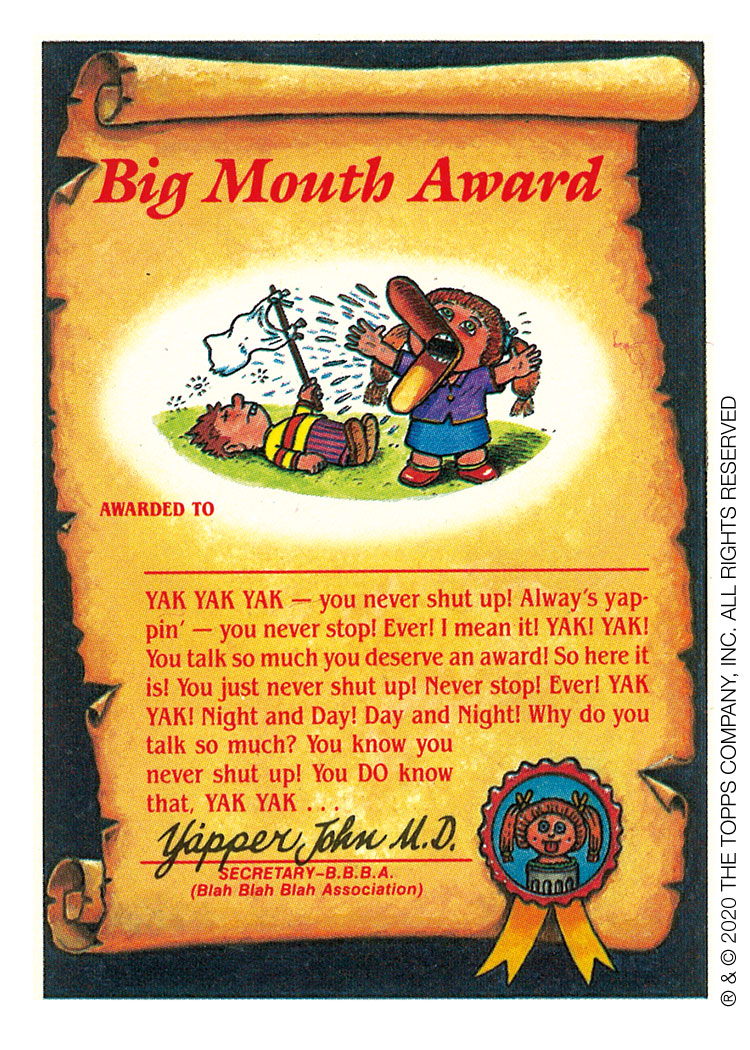 Big Mouth Award
AWARDED TO
YAK YAK YAK — you never shut up! Alway's yap-
pin' — you never stop! Ever! I mean it! YAK! YAK!
You talk so much you deserve an award! So here it
is! You just never shut up! Never stop! Ever! YAK
YAK! Night and Day! Day and Night! Why do you
talk so much? You know you
never shut up! You DO know
that, YAK YAK . . .
Yapper John M.D.
SECRETARY–B.B.B.A.
(Blah Blah Blah Association)
® & © 2020 THE TOPPS COMPANY, INC. ALL RIGHTS RESERVED